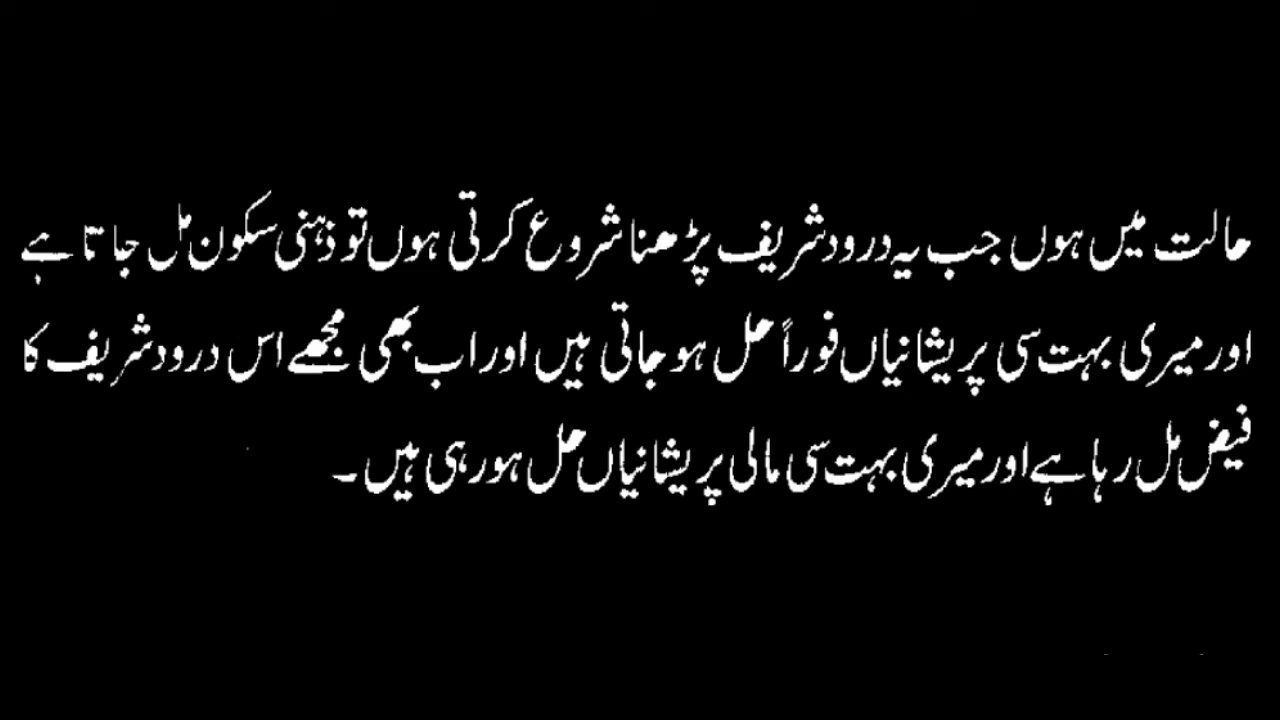 حالت میں ہوں جب یہ درود شریف پڑھنا شروع کرتی ہوں تو ذہنی سکون مل جاتا ہے
اور میری بہت سی پریشانیاں فوراً حل ہو جاتی ہیں اور اب بھی مجھے اس درود شریف کا
فیض مل رہا ہے اور میری بہت سی مالی پریشانیاں حل ہو رہی ہیں۔